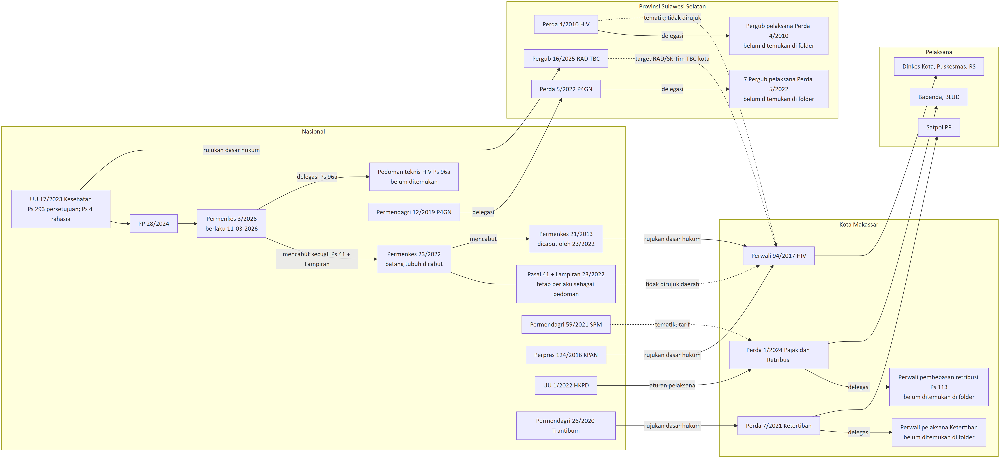 Provinsi Sulawesi Selatan
Perda 4/2010 HIV
tematik; tidak dirujuk
delegasi
Pergub pelaksana Perda
4/2010
belum ditemukan di folder
Pergub 16/2025 RAD TBC
target RAD/SK Tim TBC kota
Perda 5/2022 P4GN
delegasi
7 Pergub pelaksana Perda
5/2022
belum ditemukan di folder
Pelaksana
Dinkes Kota, Puskesmas, RS
Bapenda, BLUD
Satpol PP
Nasional
rujukan dasar hukum
UU 17/2023 Kesehatan
Ps 293 persetujuan; Ps 4
rahasia
PP 28/2024
Permenkes 3/2026
berlaku 11-03-2026
delegasi Ps 96a
Pedoman teknis HIV Ps 96a
belum ditemukan
Permendagri 12/2019 P4GN
delegasi
mencabut kecuali Ps 41 +
Lampiran
Permenkes 23/2022
batang tubuh dicabut
mencabut
Permenkes 21/2013
dicabut oleh 23/2022
rujukan dasar hukum
Pasal 41 + Lampiran 23/2022
tetap berlaku sebagai
pedoman
tidak dirujuk daerah
Permendagri 59/2021 SPM
tematik; tarif
Perpres 124/2016 KPAN
rujukan dasar hukum
UU 1/2022 HKPD
aturan pelaksana
Permendagri 26/2020
Trantibum
rujukan dasar hukum
Kota Makassar
Perwali 94/2017 HIV
Perda 1/2024 Pajak dan
Retribusi
delegasi
Perwali pembebasan retribusi
Ps 113
belum ditemukan di folder
Perda 7/2021 Ketertiban
delegasi
Perwali pelaksana Ketertiban
belum ditemukan di folder